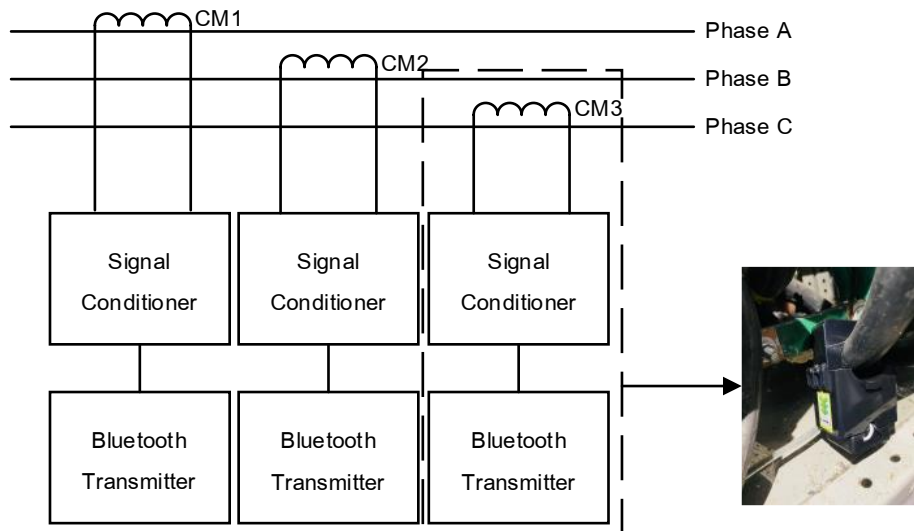 CM1
Phase A
CM2
Phase B
CM3
Phase C
Signal
Conditioner
Signal
Conditioner
Signal
Conditioner
Bluetooth
Transmitter
Bluetooth
Transmitter
Bluetooth
Transmitter